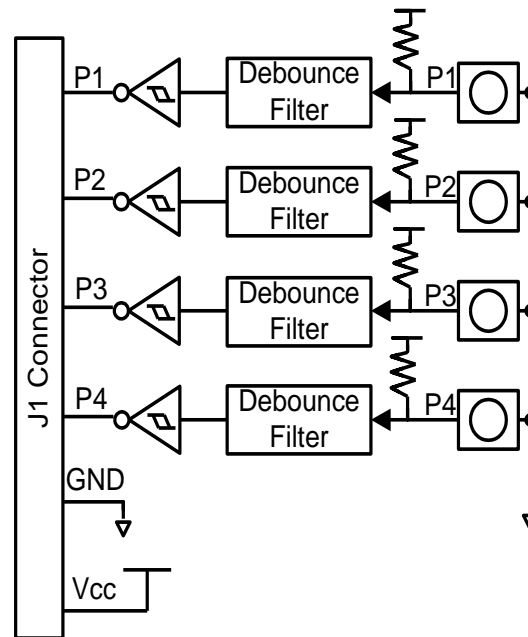 P1
Debounce
Filter
P1
P2
Debounce
Filter
P2
P3
Debounce
Filter
P3
P4
Debounce
Filter
P4
J1 Connector
GND
Vcc